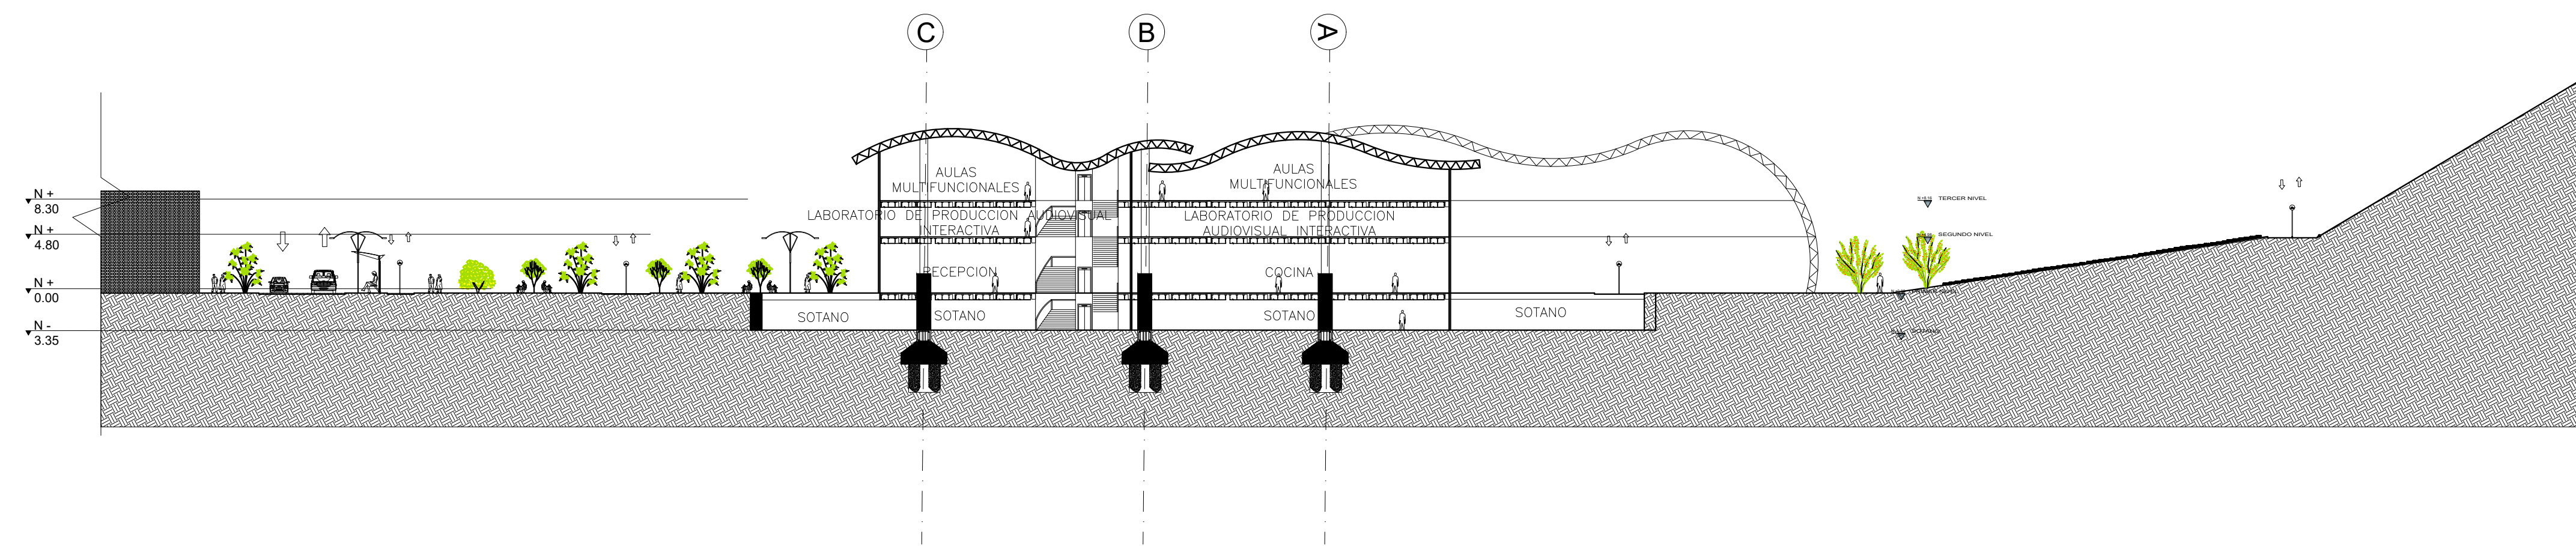 C
B
A
N +
8.30
N +
4.80
N +
0.00
N -
3.35
AULAS
MULTIFUNCIONALES
LABORATORIO DE PRODUCCION AUDIOVISUAL
INTERACTIVA
RECEPCION
SOTANO
SOTANO
AULAS
MULTIFUNCIONALES
LABORATORIO DE PRODUCCION
AUDIOVISUAL INTERACTIVA
COCINA
SOTANO
SOTANO
TERCER NIVEL
SEGUNDO NIVEL
SOTANO